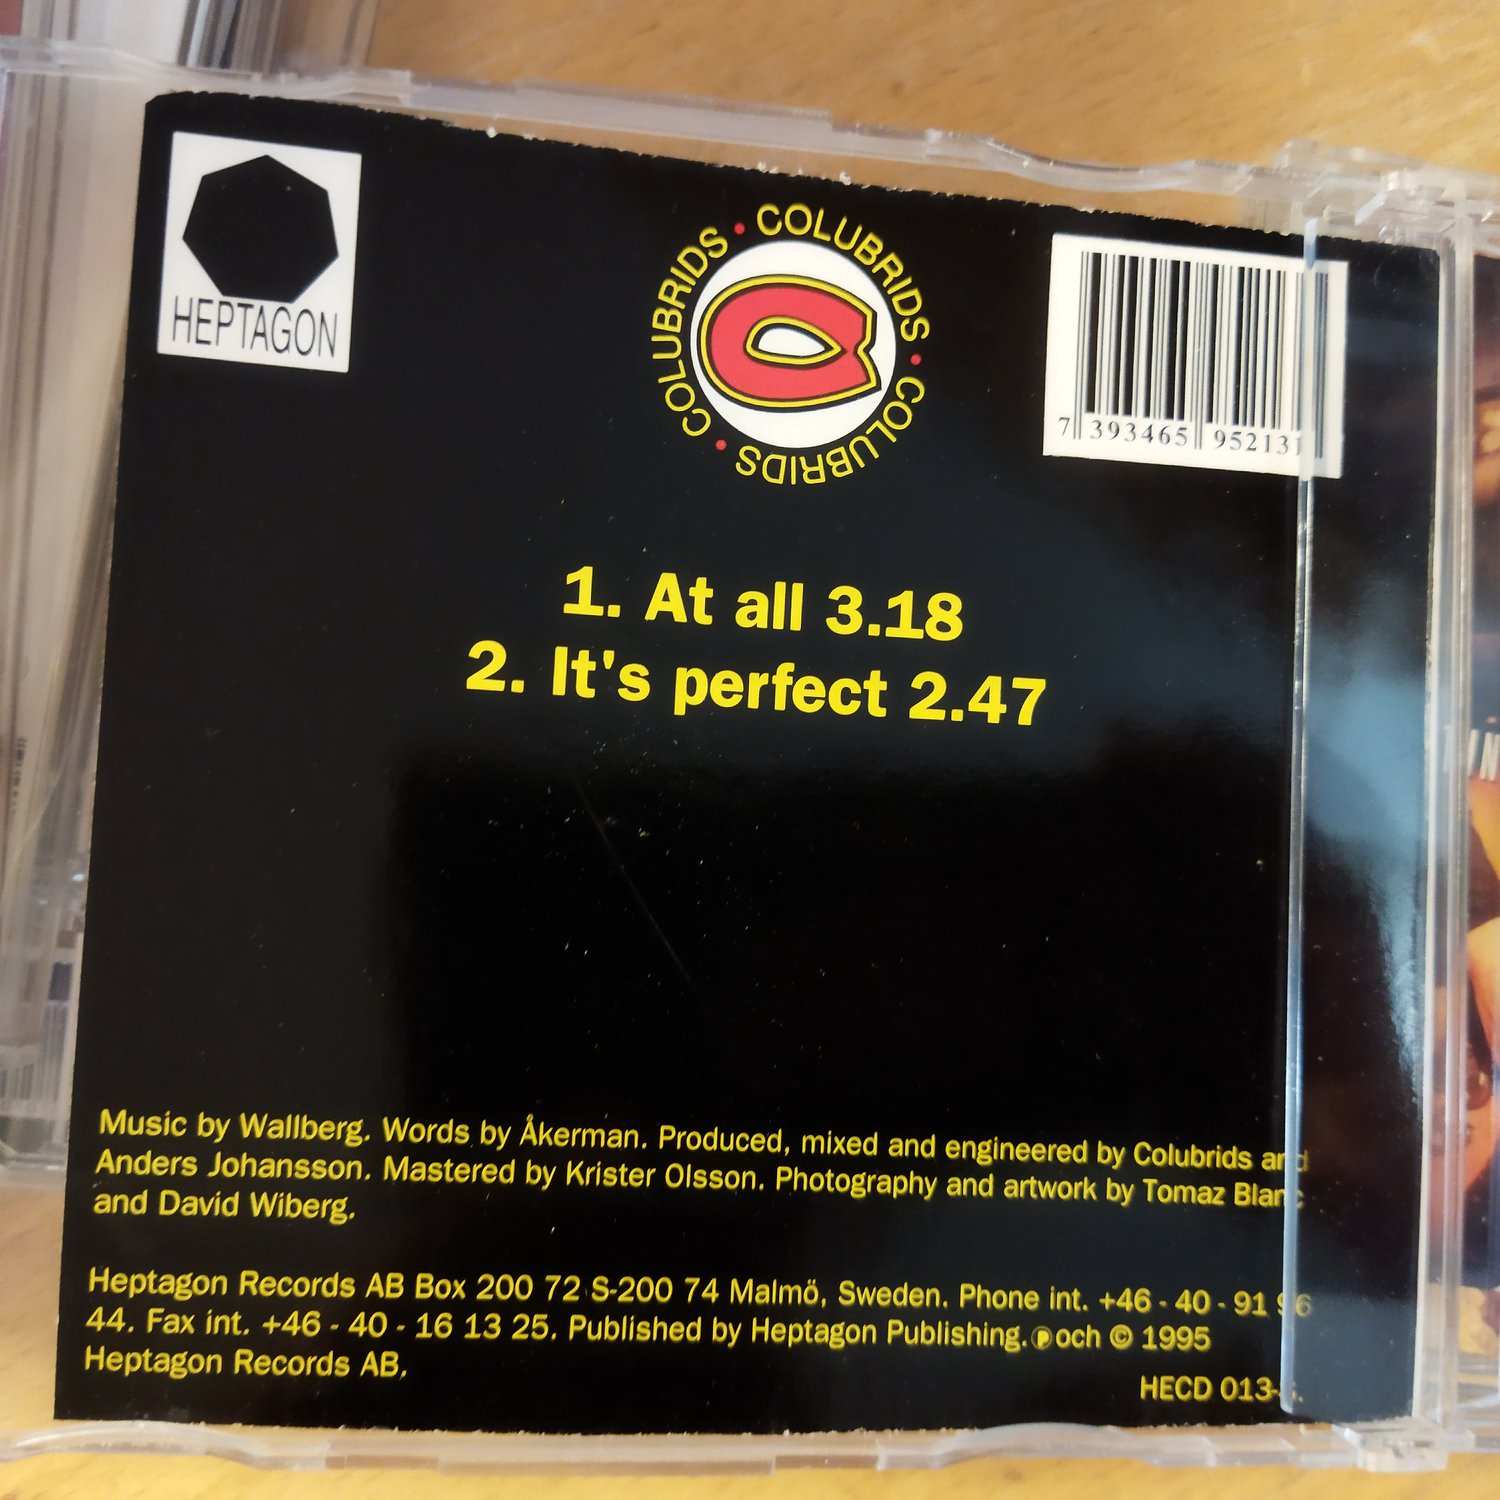 HEPTAGON
COLUBRIDS • COLUBRIDS • COLUBRIDS •
7 393465 95213
1. At all 3.18
2. It's perfect 2.47
Music by Wallberg. Words by Åkerman. Produced, mixed and engineered by Colubrids and
Anders Johansson. Mastered by Krister Olsson. Photography and artwork by Tomaz Blanc
and David Wiberg.
Heptagon Records AB Box 200 72 S-200 74 Malmö, Sweden. Phone int. +46 - 40 - 91 96
44. Fax int. +46 - 40 - 16 13 25. Published by Heptagon Publishing. ℗ och © 1995
Heptagon Records AB.
HECD 013-